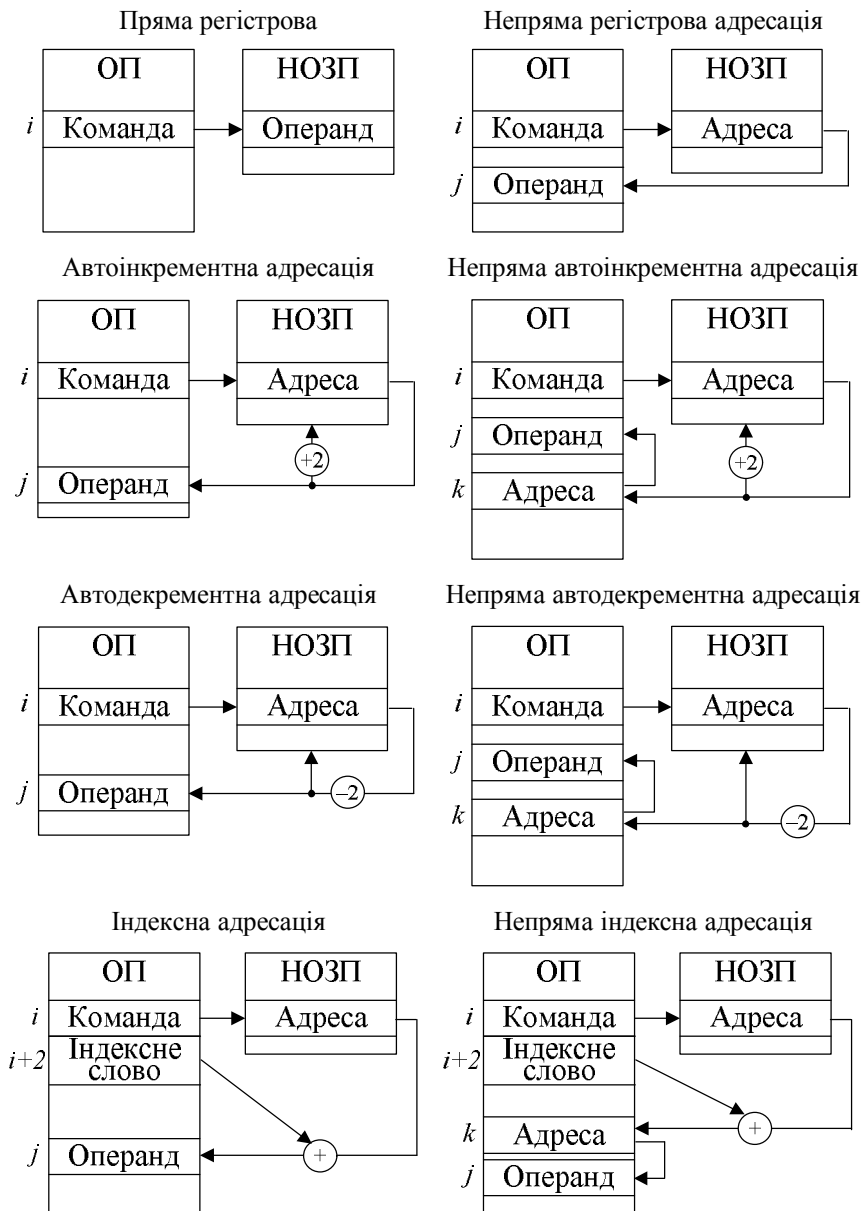 Пряма регістрова
ОП
НОЗП
i
Команда
Операнд
Непряма регістрова адресація
ОП
НОЗП
i
Команда
Адреса
j
Операнд
Автоінкрементна адресація
ОП
НОЗП
i
Команда
Адреса
+2
j
Операнд
Непряма автоінкрементна адресація
ОП
НОЗП
i
Команда
Адреса
j
Операнд
+2
k
Адреса
Автодекрементна адресація
ОП
НОЗП
i
Команда
Адреса
j
Операнд
–2
Непряма автодекрементна адресація
ОП
НОЗП
i
Команда
Адреса
j
Операнд
k
Адреса
–2
Індексна адресація
ОП
НОЗП
i
Команда
Адреса
i+2
Індексне
слово
j
Операнд
+
Непряма індексна адресація
ОП
НОЗП
i
Команда
Адреса
i+2
Індексне
слово
k
Адреса
+
j
Операнд